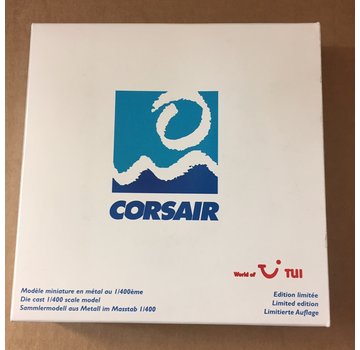 CORSAIR
World of TUI
Modèle miniature en métal au 1/400ème
Die cast 1/400 scale model
Sammlermodell aus Metall im Masstab 1/400
Edition limitée
Limited edition
Limitierte Auflage